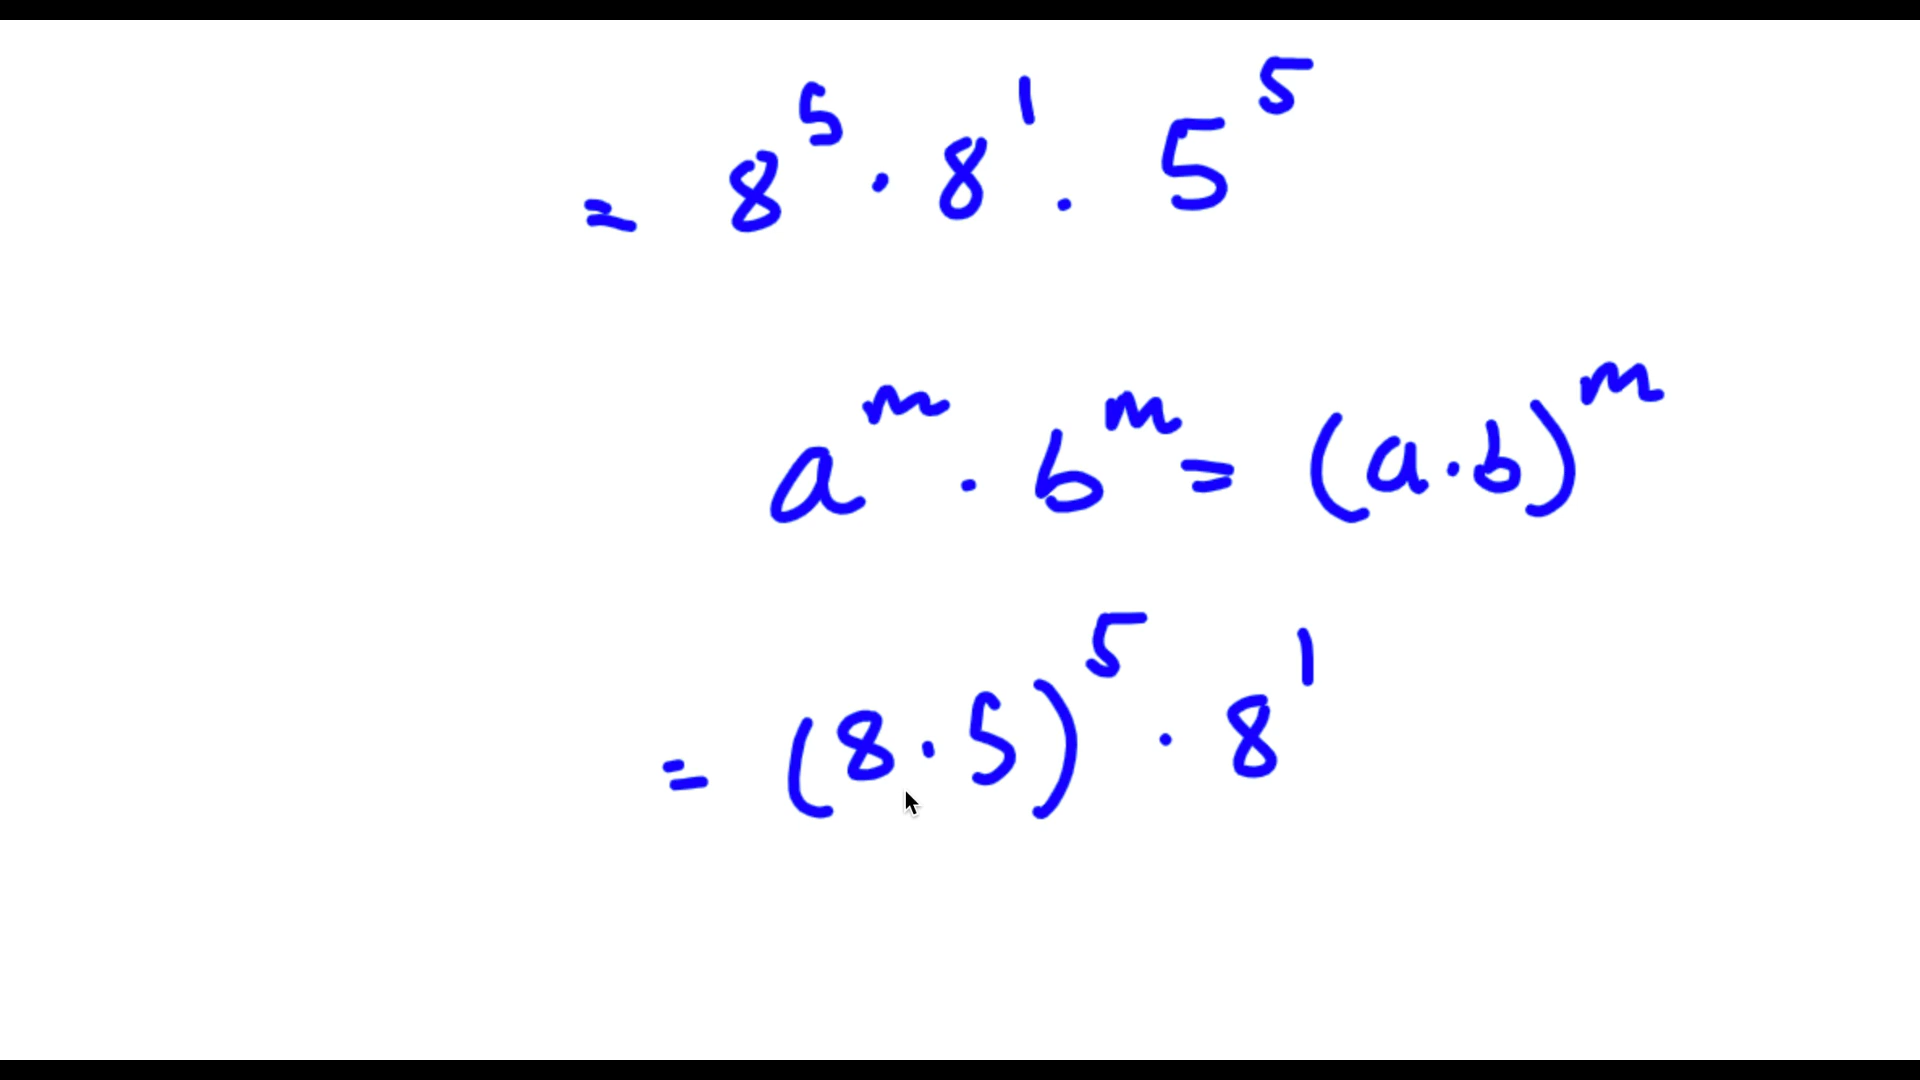 = 8^5 · 8^1 · 5^5
a^m · b^m = (a·b)^m
= (8·5)^5 · 8^1